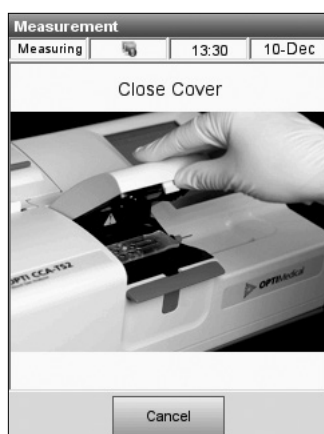 Measurement
Measuring 13:30 10-Dec
Close Cover
OPTI CCA-TS2
OPTIMedical
Cancel